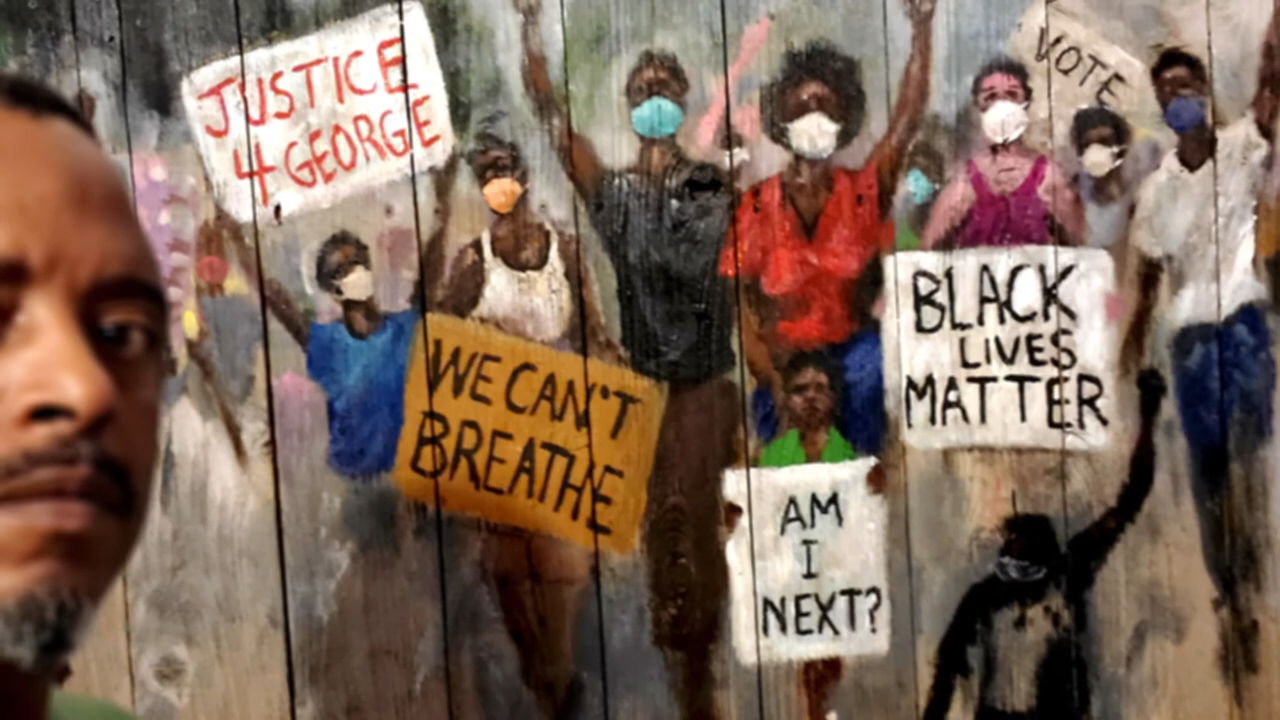 JUSTICE
4 GEORGE
VOTE
WE CAN'T
BREATHE
BLACK
LIVES
MATTER
AM
I
NEXT?